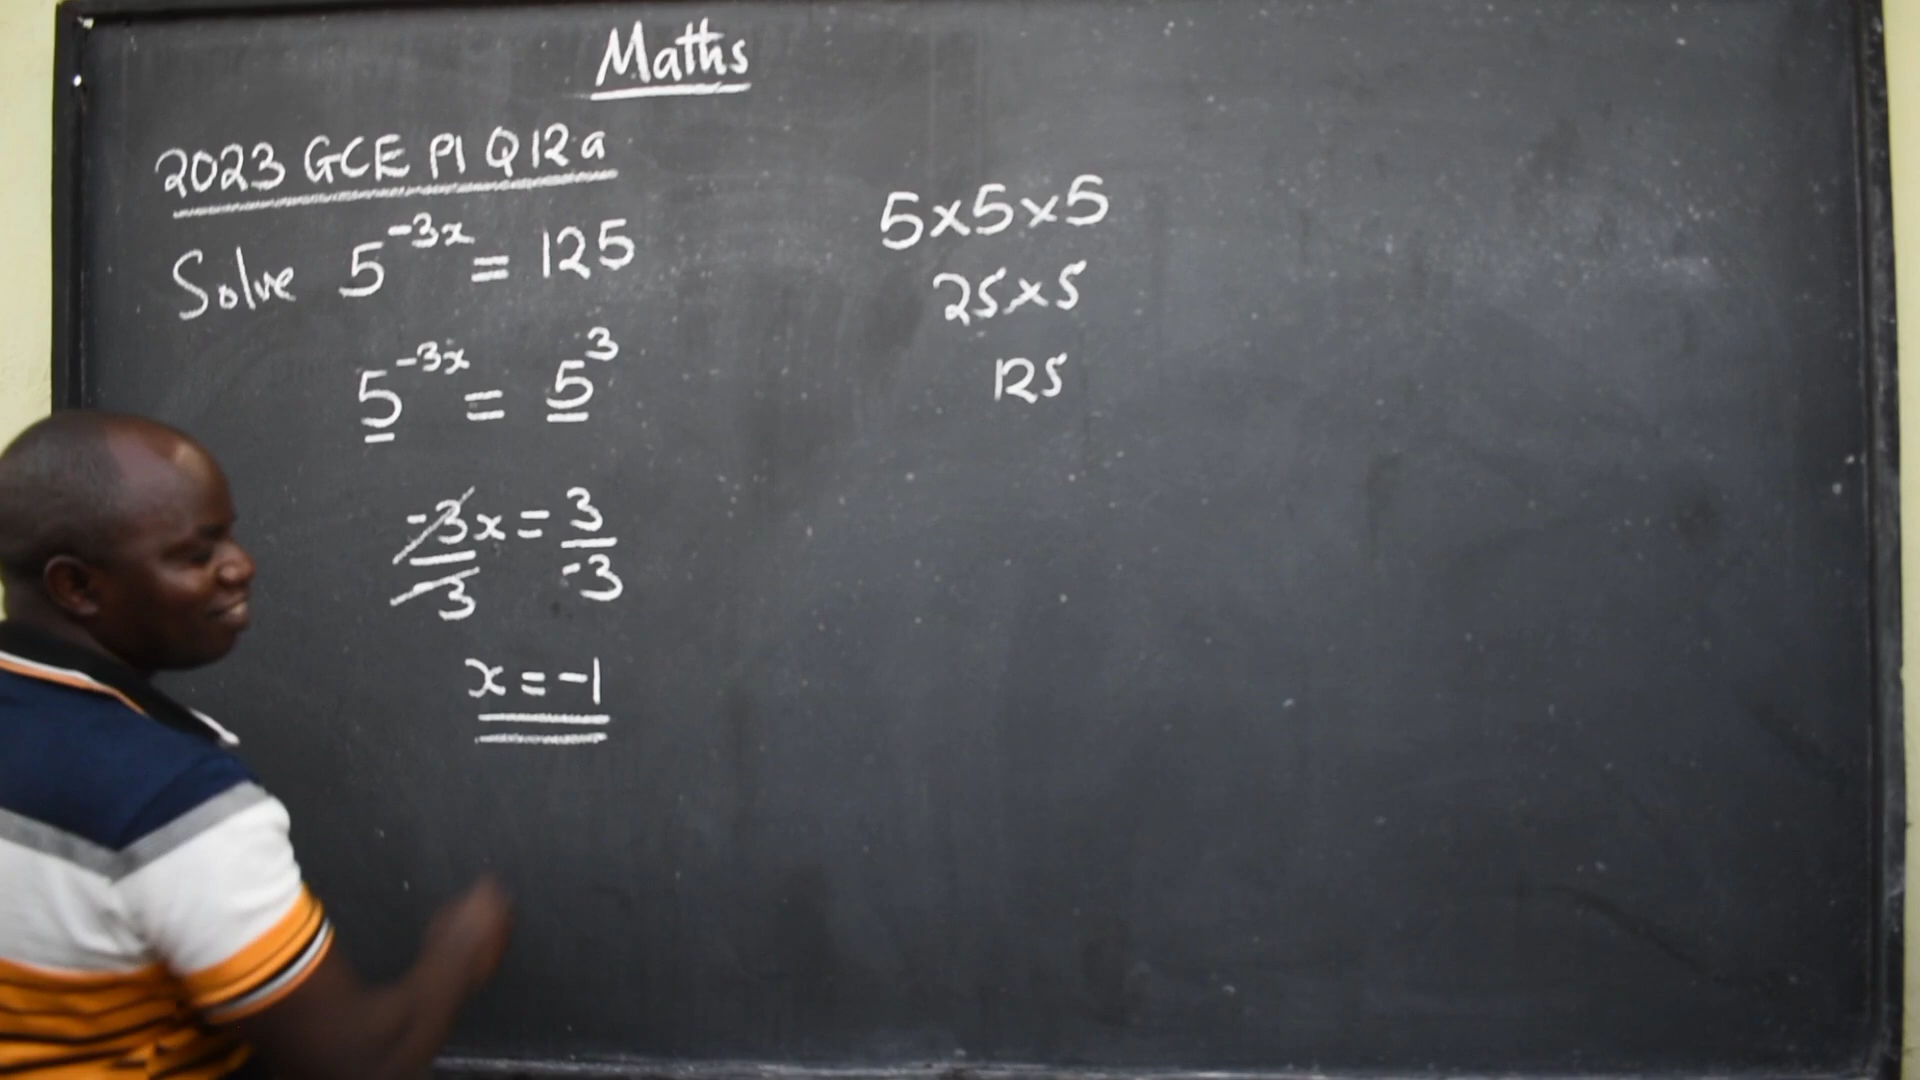 Maths
2023 GCE P1 Q12a
Solve 5^{-3x} = 125
5^{-3x} = 5^{3}
-3x = 3
-3 -3
x = -1
5×5×5
25×5
125